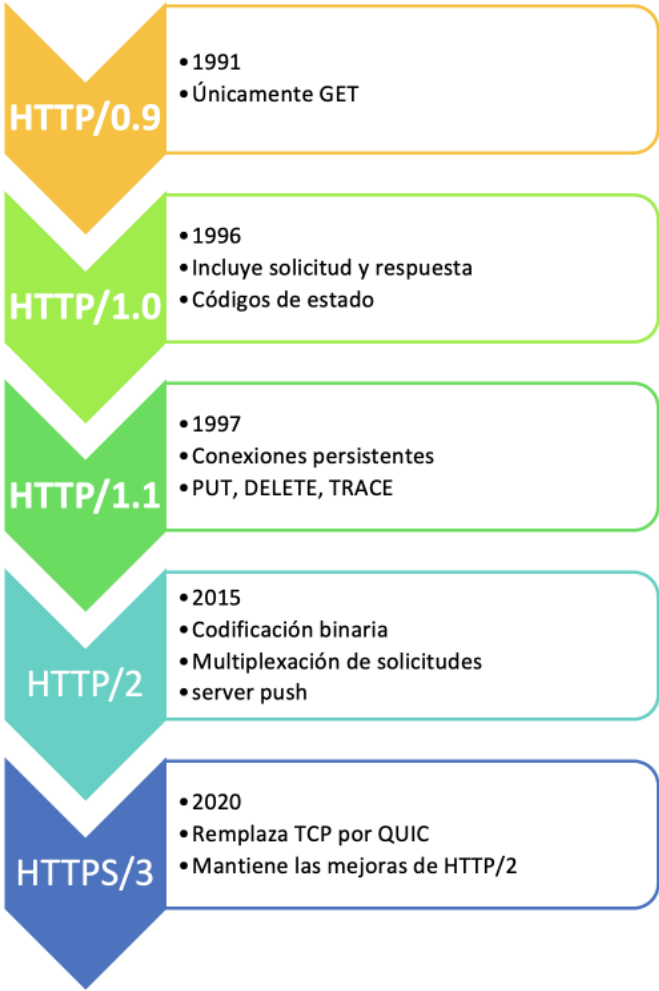 HTTP/0.9
•1991
•Únicamente GET
HTTP/1.0
•1996
•Incluye solicitud y respuesta
•Códigos de estado
HTTP/1.1
•1997
•Conexiones persistentes
•PUT, DELETE, TRACE
HTTP/2
•2015
•Codificación binaria
•Multiplexación de solicitudes
•server push
HTTPS/3
•2020
•Remplaza TCP por QUIC
•Mantiene las mejoras de HTTP/2